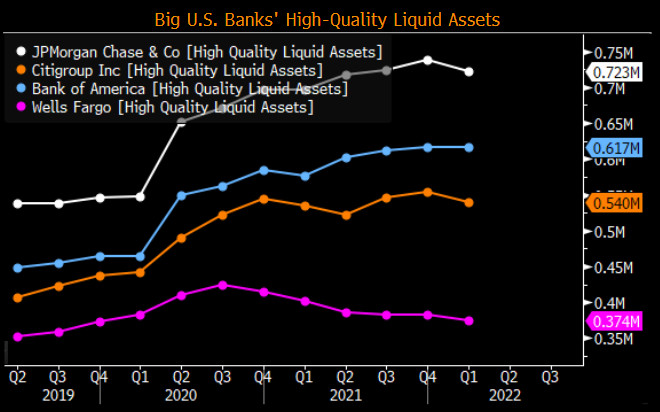 Big U.S. Banks' High-Quality Liquid Assets
JPMorgan Chase & Co [High Quality Liquid Assets]
Citigroup Inc [High Quality Liquid Assets]
Bank of America [High Quality Liquid Assets]
Wells Fargo [High Quality Liquid Assets]
0.75M
0.723M
0.7M
0.65M
0.617M
0.6M
0.540M
0.5M
0.45M
0.4M
0.374M
0.35M
Q2 Q3 Q4 Q1 Q2 Q3 Q4 Q1 Q2 Q3 Q4 Q1 Q2 Q3
2019 2020 2021 2022